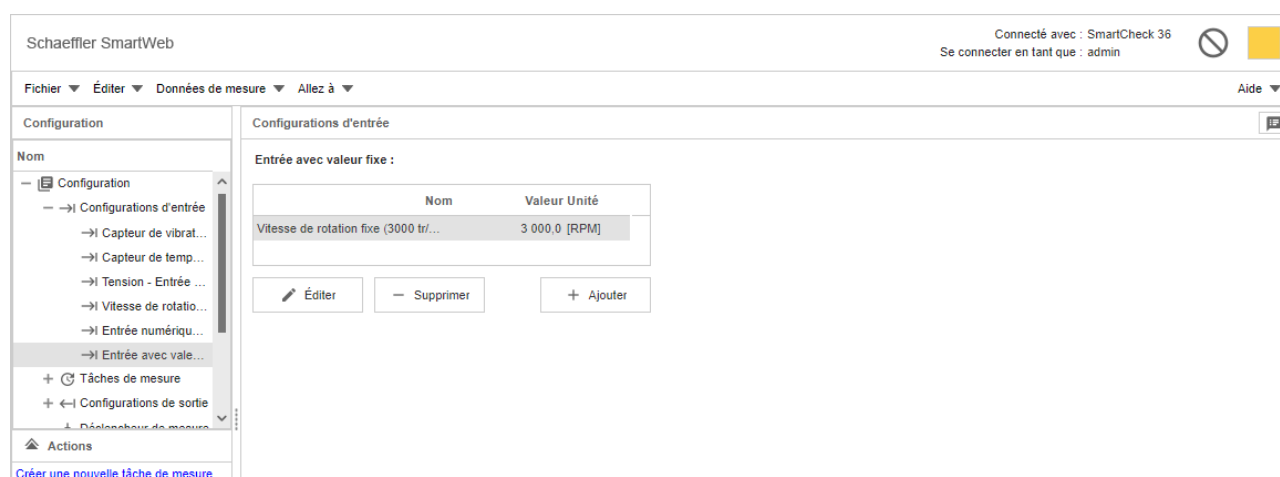 Schaeffler SmartWeb
Connecté avec : SmartCheck 36
Se connecter en tant que : admin
Fichier Éditer Données de mesure Allez à Aide
Configuration
Configurations d'entrée
Nom
Entrée avec valeur fixe :
Configuration
Configurations d'entrée
Capteur de vibrat...
Capteur de temp...
Tension - Entrée ...
Vitesse de rotatio...
Entrée numériqu...
Entrée avec vale...
Tâches de mesure
Configurations de sortie
Déclencheur de mesure
Nom Valeur Unité
Vitesse de rotation fixe (3000 tr/... 3 000,0 [RPM]
Éditer Supprimer Ajouter
Actions
Créer une nouvelle tâche de mesure